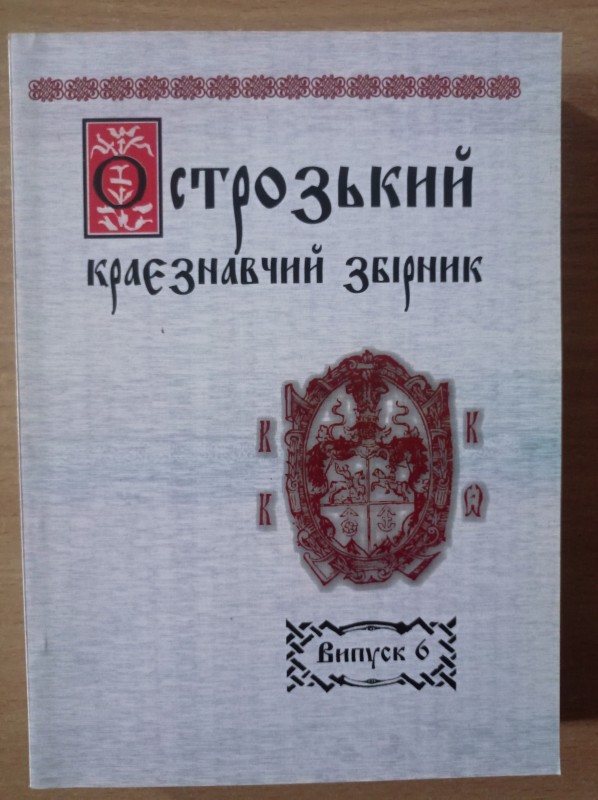 Острозький
краєзнавчий збірник
К К
К Ѡ
Випуск 6